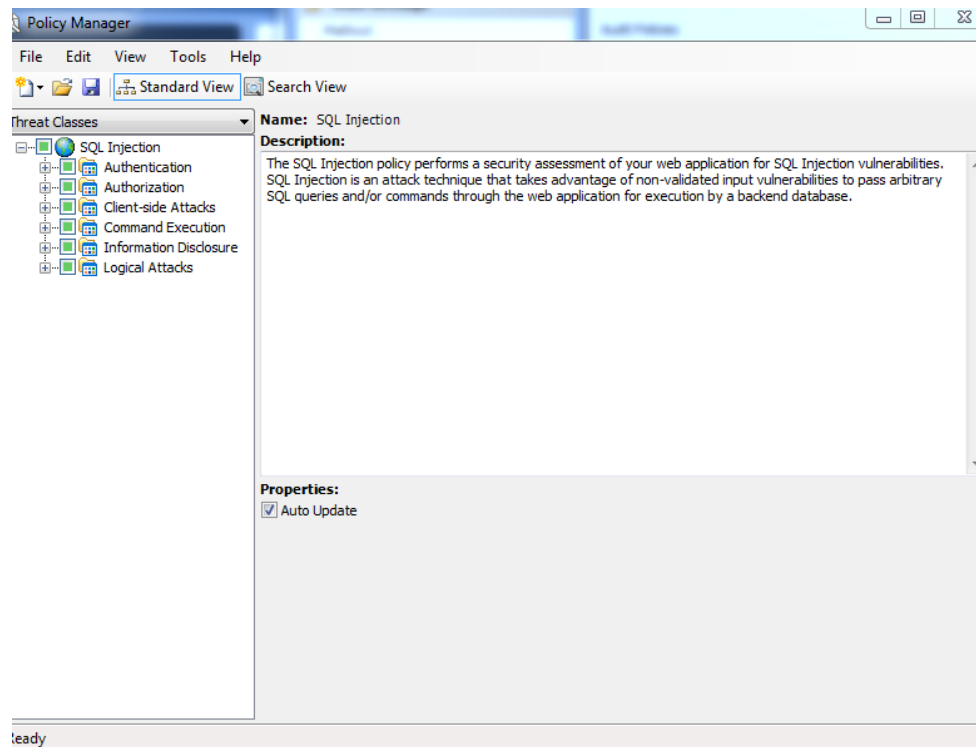 Policy Manager
File Edit View Tools Help
Standard View Search View
Threat Classes
SQL Injection
Authentication
Authorization
Client-side Attacks
Command Execution
Information Disclosure
Logical Attacks
Name: SQL Injection
Description:
The SQL Injection policy performs a security assessment of your web application for SQL Injection vulnerabilities.
SQL Injection is an attack technique that takes advantage of non-validated input vulnerabilities to pass arbitrary
SQL queries and/or commands through the web application for execution by a backend database.
Properties:
Auto Update
Ready